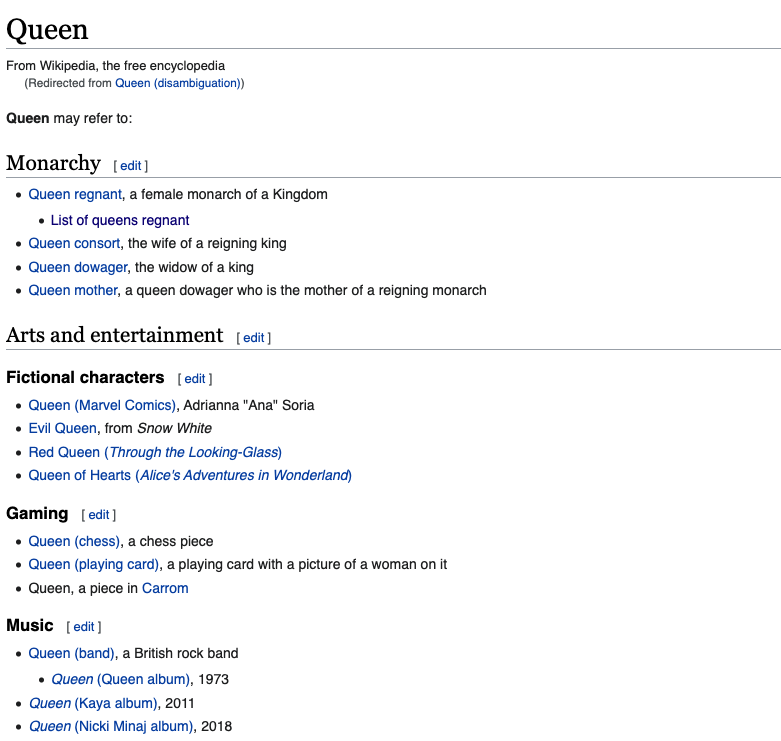 Queen
From Wikipedia, the free encyclopedia
(Redirected from Queen (disambiguation))
Queen may refer to:
Monarchy [ edit ]
• Queen regnant, a female monarch of a Kingdom
• List of queens regnant
• Queen consort, the wife of a reigning king
• Queen dowager, the widow of a king
• Queen mother, a queen dowager who is the mother of a reigning monarch
Arts and entertainment [ edit ]
Fictional characters [ edit ]
• Queen (Marvel Comics), Adrianna "Ana" Soria
• Evil Queen, from Snow White
• Red Queen (Through the Looking-Glass)
• Queen of Hearts (Alice's Adventures in Wonderland)
Gaming [ edit ]
• Queen (chess), a chess piece
• Queen (playing card), a playing card with a picture of a woman on it
• Queen, a piece in Carrom
Music [ edit ]
• Queen (band), a British rock band
• Queen (Queen album), 1973
• Queen (Kaya album), 2011
• Queen (Nicki Minaj album), 2018